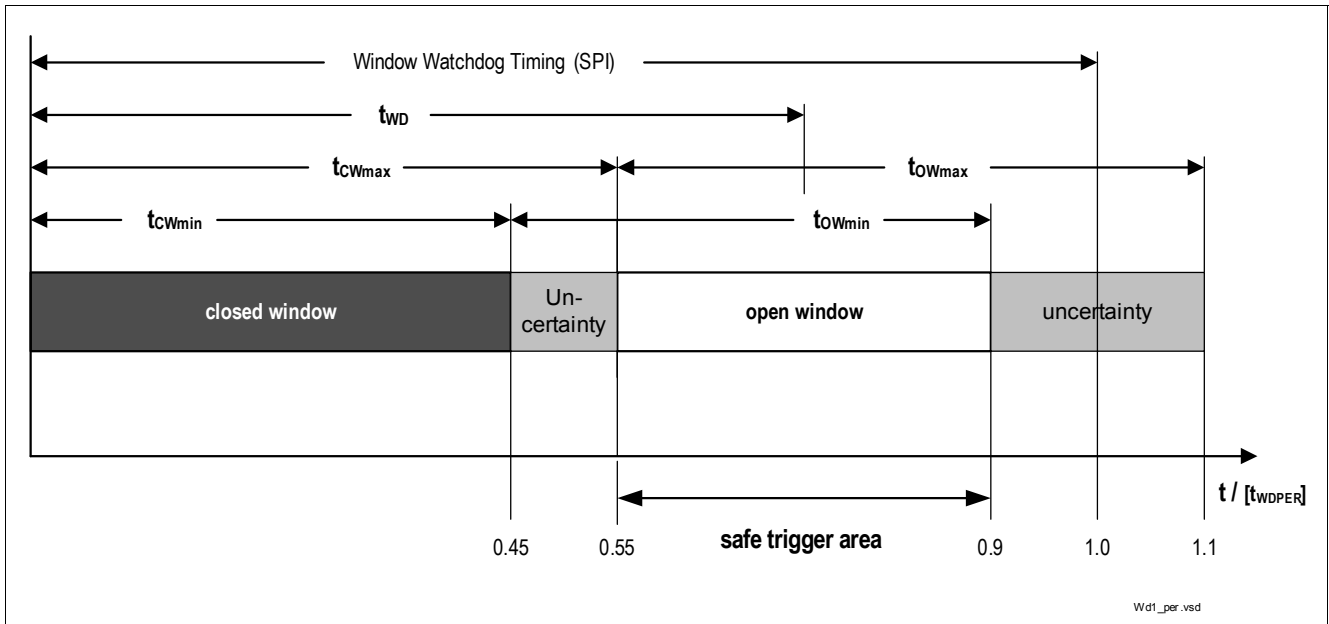 Window Watchdog Timing (SPI)
tWD
tCWmax tOWmax
tCWmin tOWmin
closed window
Un-
certainty
open window
uncertainty
t / [tWDPER]
safe trigger area
0.45 0.55 0.9 1.0 1.1
Wd1_per.vsd